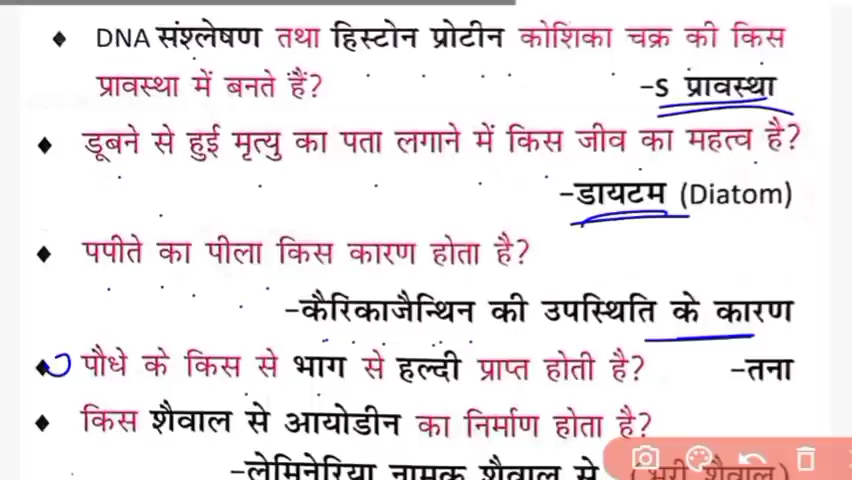 ♦ DNA संश्लेषण तथा हिस्टोन प्रोटीन कोशिका चक्र की किस
प्रावस्था में बनते हैं? -S प्रावस्था
♦ डूबने से हुई मृत्यु का पता लगाने में किस जीव का महत्व है?
-डायटम (Diatom)
♦ पपीते का पीला किस कारण होता है?
-कैरिकाजैन्थिन की उपस्थिति के कारण
♦ पौधे के किस से भाग से हल्दी प्राप्त होती है? -तना
♦ किस शैवाल से आयोडीन का निर्माण होता है?
-लेमिनेरिया नामक शैवाल से (भूरी शैवाल)